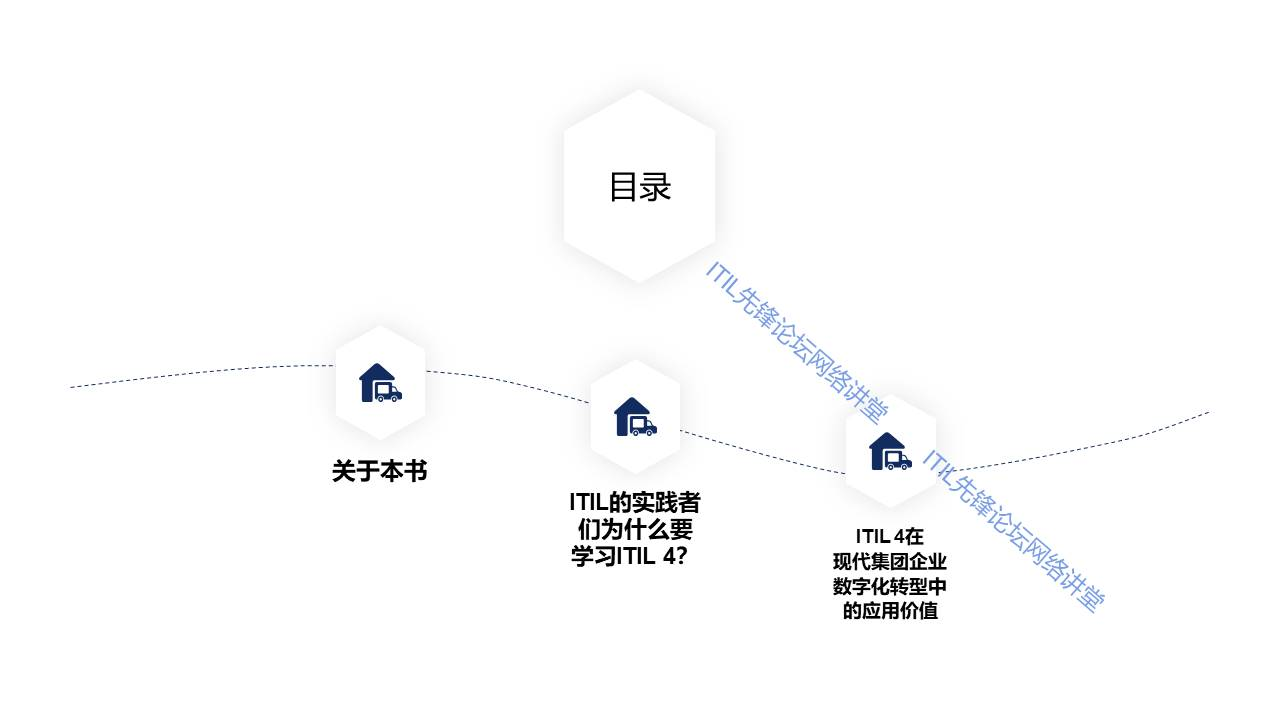 目录
ITIL先锋论坛网络讲堂
关于本书
ITIL的实践者
们为什么要
学习ITIL 4？
ITIL 4在
现代集团企业
数字化转型中
的应用价值
ITIL先锋论坛网络讲堂